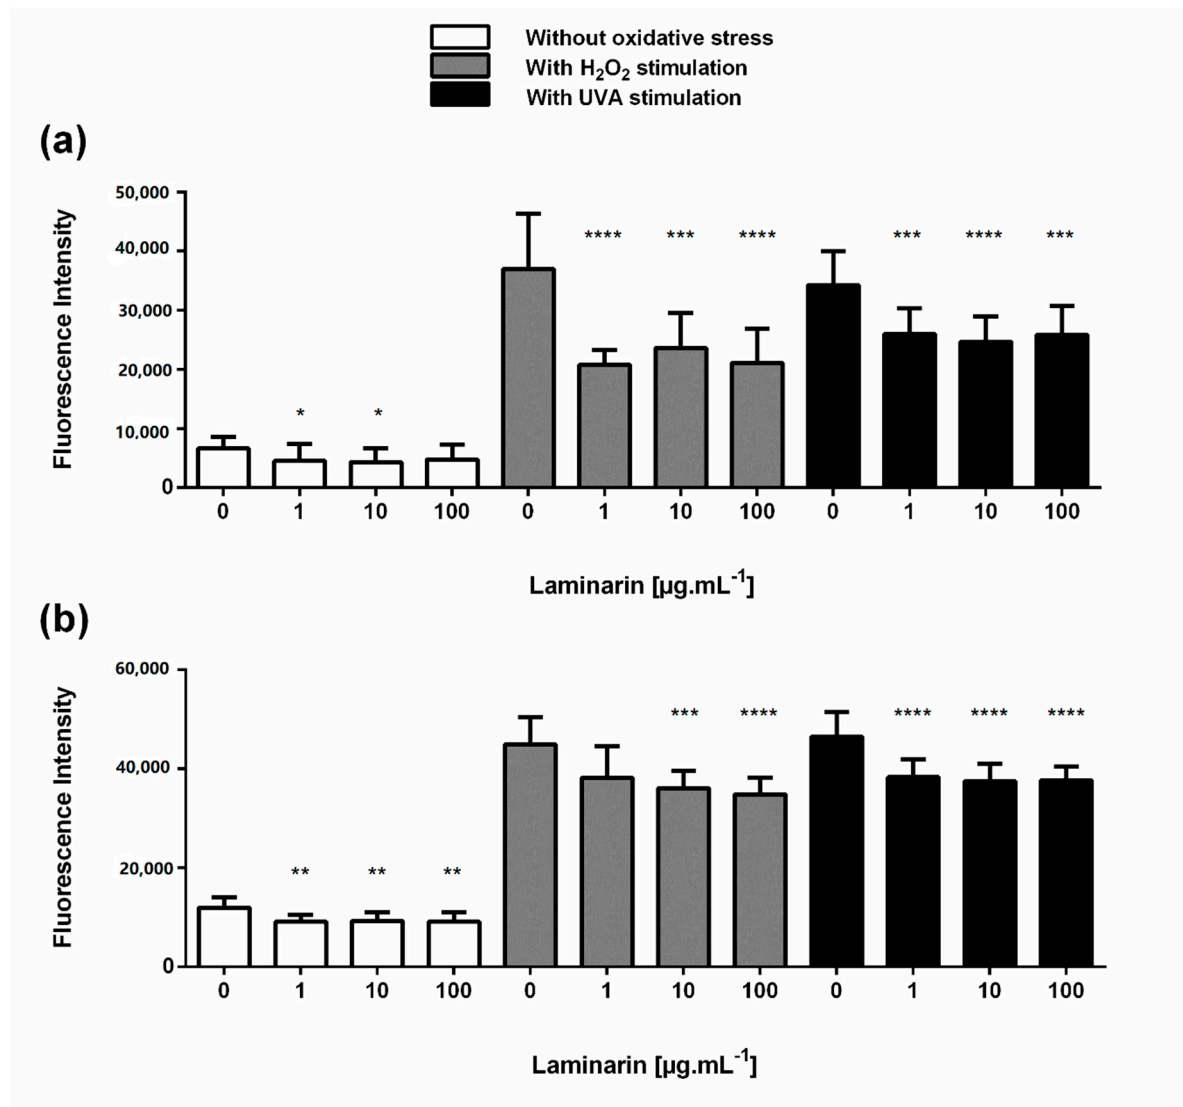 Without oxidative stress
With H₂O₂ stimulation
With UVA stimulation
(a)
Fluorescence Intensity
50,000
40,000
30,000
20,000
10,000
0
**** *** **** *** **** ***
* *
0 1 10 100 0 1 10 100 0 1 10 100
Laminarin [µg.mL⁻¹]
(b)
Fluorescence Intensity
60,000
40,000
20,000
0
*** **** **** **** ****
** ** **
0 1 10 100 0 1 10 100 0 1 10 100
Laminarin [µg.mL⁻¹]